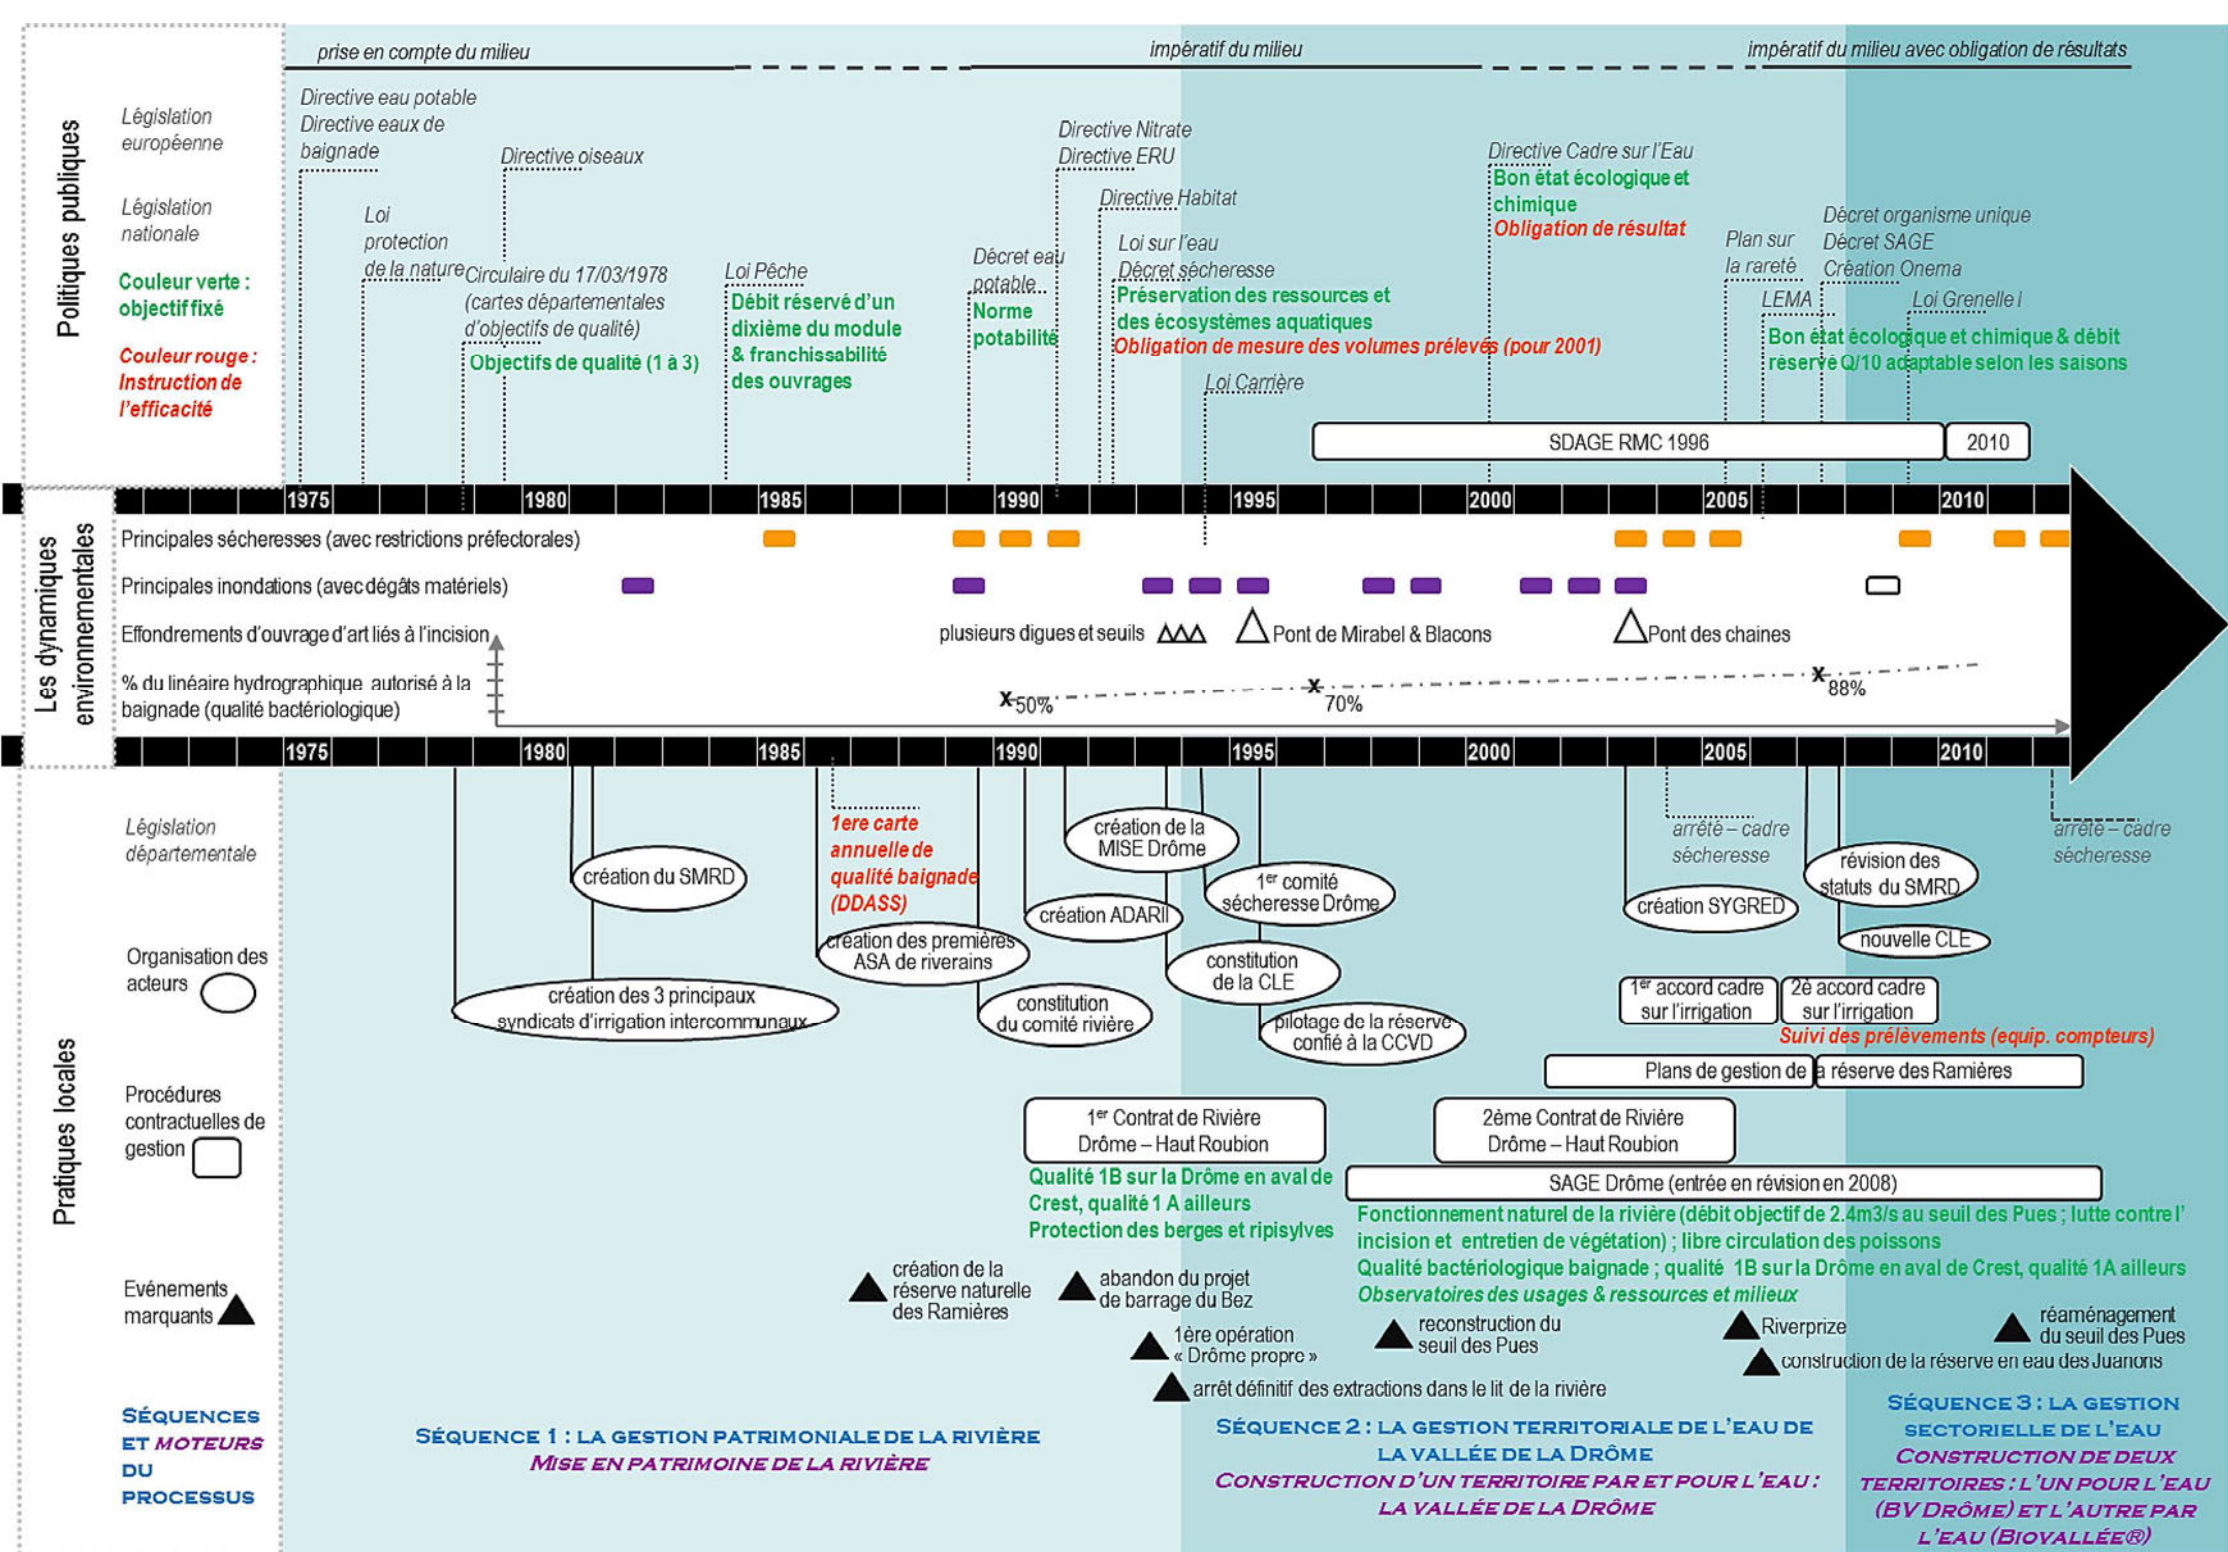 prise en compte du milieu
impératif du milieu
impératif du milieu avec obligation de résultats
Politiques publiques
Législation
européenne
Législation
nationale
Couleur verte :
objectif fixé
Couleur rouge :
Instruction de
l'efficacité
Directive eau potable
Directive eaux de
baignade
Loi
protection
de la nature
Directive oiseaux
Circulaire du 17/03/1978
(cartes départementales
d'objectifs de qualité)
Objectifs de qualité (1 à 3)
Loi Pêche
Débit réservé d'un
dixième du module
& franchissabilité
des ouvrages
Décret eau
potable
Norme
potabilité
Directive Nitrate
Directive ERU
Directive Habitat
Loi sur l'eau
Décret sécheresse
Préservation des ressources et
des écosystèmes aquatiques
Obligation de mesure des volumes prélevés (pour 2001)
Loi Carrière
Directive Cadre sur l'Eau
Bon état écologique et
chimique
Obligation de résultat
Plan sur
la rareté
LEMA
Décret organisme unique
Décret SAGE
Création Onema
Loi Grenelle I
Bon état écologique et chimique & débit
réservé Q/10 adaptable selon les saisons
SDAGE RMC 1996
2010
1975 1980 1985 1990 1995 2000 2005 2010
Les dynamiques
environnementales
Principales sécheresses (avec restrictions préfectorales)
Principales inondations (avec dégâts matériels)
Effondrements d'ouvrage d'art liés à l'incision
plusieurs digues et seuils
Pont de Mirabel & Blacons
Pont des chaines
% du linéaire hydrographique autorisé à la
baignade (qualité bactériologique)
x 50%
x 70%
x 88%
1975 1980 1985 1990 1995 2000 2005 2010
Pratiques locales
Législation
départementale
Organisation des
acteurs
Procédures
contractuelles de
gestion
Evénements
marquants
création du SMRD
création des 3 principaux
syndicats d'irrigation intercommunaux
1ere carte
annuelle de
qualité baignade
(DDASS)
création des premières
ASA de riverains
création de la
MISE Drôme
création ADARII
constitution
du comité rivière
1er comité
sécheresse Drôme
constitution
de la CLE
pilotage de la réserve
confié à la CCVD
arrêté – cadre
sécheresse
création SYGRED
révision des
statuts du SMRD
nouvelle CLE
arrêté – cadre
sécheresse
1er accord cadre
sur l'irrigation
2è accord cadre
sur l'irrigation
Suivi des prélèvements (equip. compteurs)
Plans de gestion de la réserve des Ramières
1er Contrat de Rivière
Drôme – Haut Roubion
2ème Contrat de Rivière
Drôme – Haut Roubion
Qualité 1B sur la Drôme en aval de
Crest, qualité 1 A ailleurs
Protection des berges et ripisylves
SAGE Drôme (entrée en révision en 2008)
Fonctionnement naturel de la rivière (débit objectif de 2.4m3/s au seuil des Pues ; lutte contre l'
incision et entretien de végétation) ; libre circulation des poissons
Qualité bactériologique baignade ; qualité 1B sur la Drôme en aval de Crest, qualité 1A ailleurs
Observatoires des usages & ressources et milieux
création de la
réserve naturelle
des Ramières
abandon du projet
de barrage du Bez
1ère opération
« Drôme propre »
arrêt définitif des extractions dans le lit de la rivière
reconstruction du
seuil des Pues
Riverprize
construction de la réserve en eau des Juanons
réaménagement
du seuil des Pues
SÉQUENCES
ET MOTEURS
DU
PROCESSUS
SÉQUENCE 1 : LA GESTION PATRIMONIALE DE LA RIVIÈRE
MISE EN PATRIMOINE DE LA RIVIÈRE
SÉQUENCE 2 : LA GESTION TERRITORIALE DE L'EAU DE
LA VALLÉE DE LA DRÔME
CONSTRUCTION D'UN TERRITOIRE PAR ET POUR L'EAU :
LA VALLÉE DE LA DRÔME
SÉQUENCE 3 : LA GESTION
SECTORIELLE DE L'EAU
CONSTRUCTION DE DEUX
TERRITOIRES : L'UN POUR L'EAU
(BV DRÔME) ET L'AUTRE PAR
L'EAU (BIOVALLÉE®)